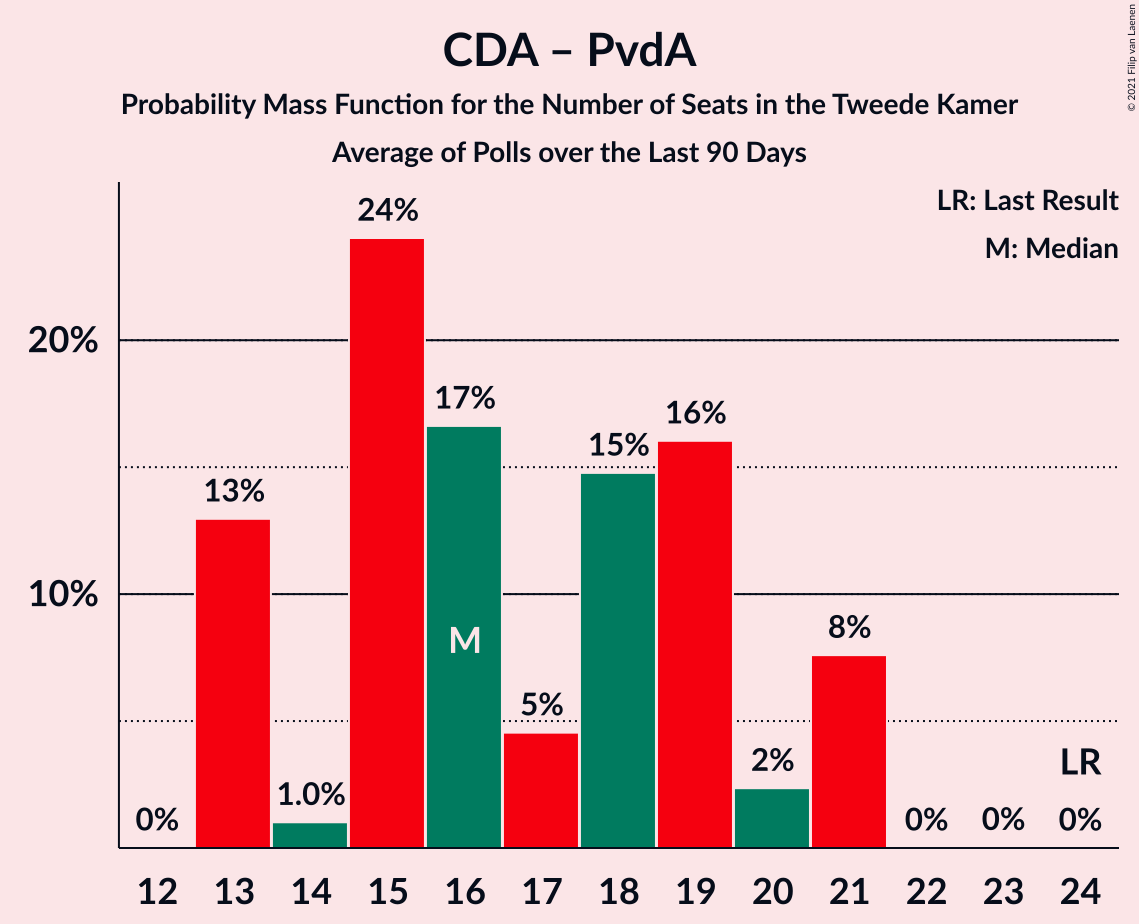 CDA – PvdA
Probability Mass Function for the Number of Seats in the Tweede Kamer
Average of Polls over the Last 90 Days
© 2021 Filip van Laenen
LR: Last Result
M: Median
20%
10%
0%
13%
1.0%
24%
17%
M
5%
15%
16%
2%
8%
0%
0%
LR
0%
12 13 14 15 16 17 18 19 20 21 22 23 24